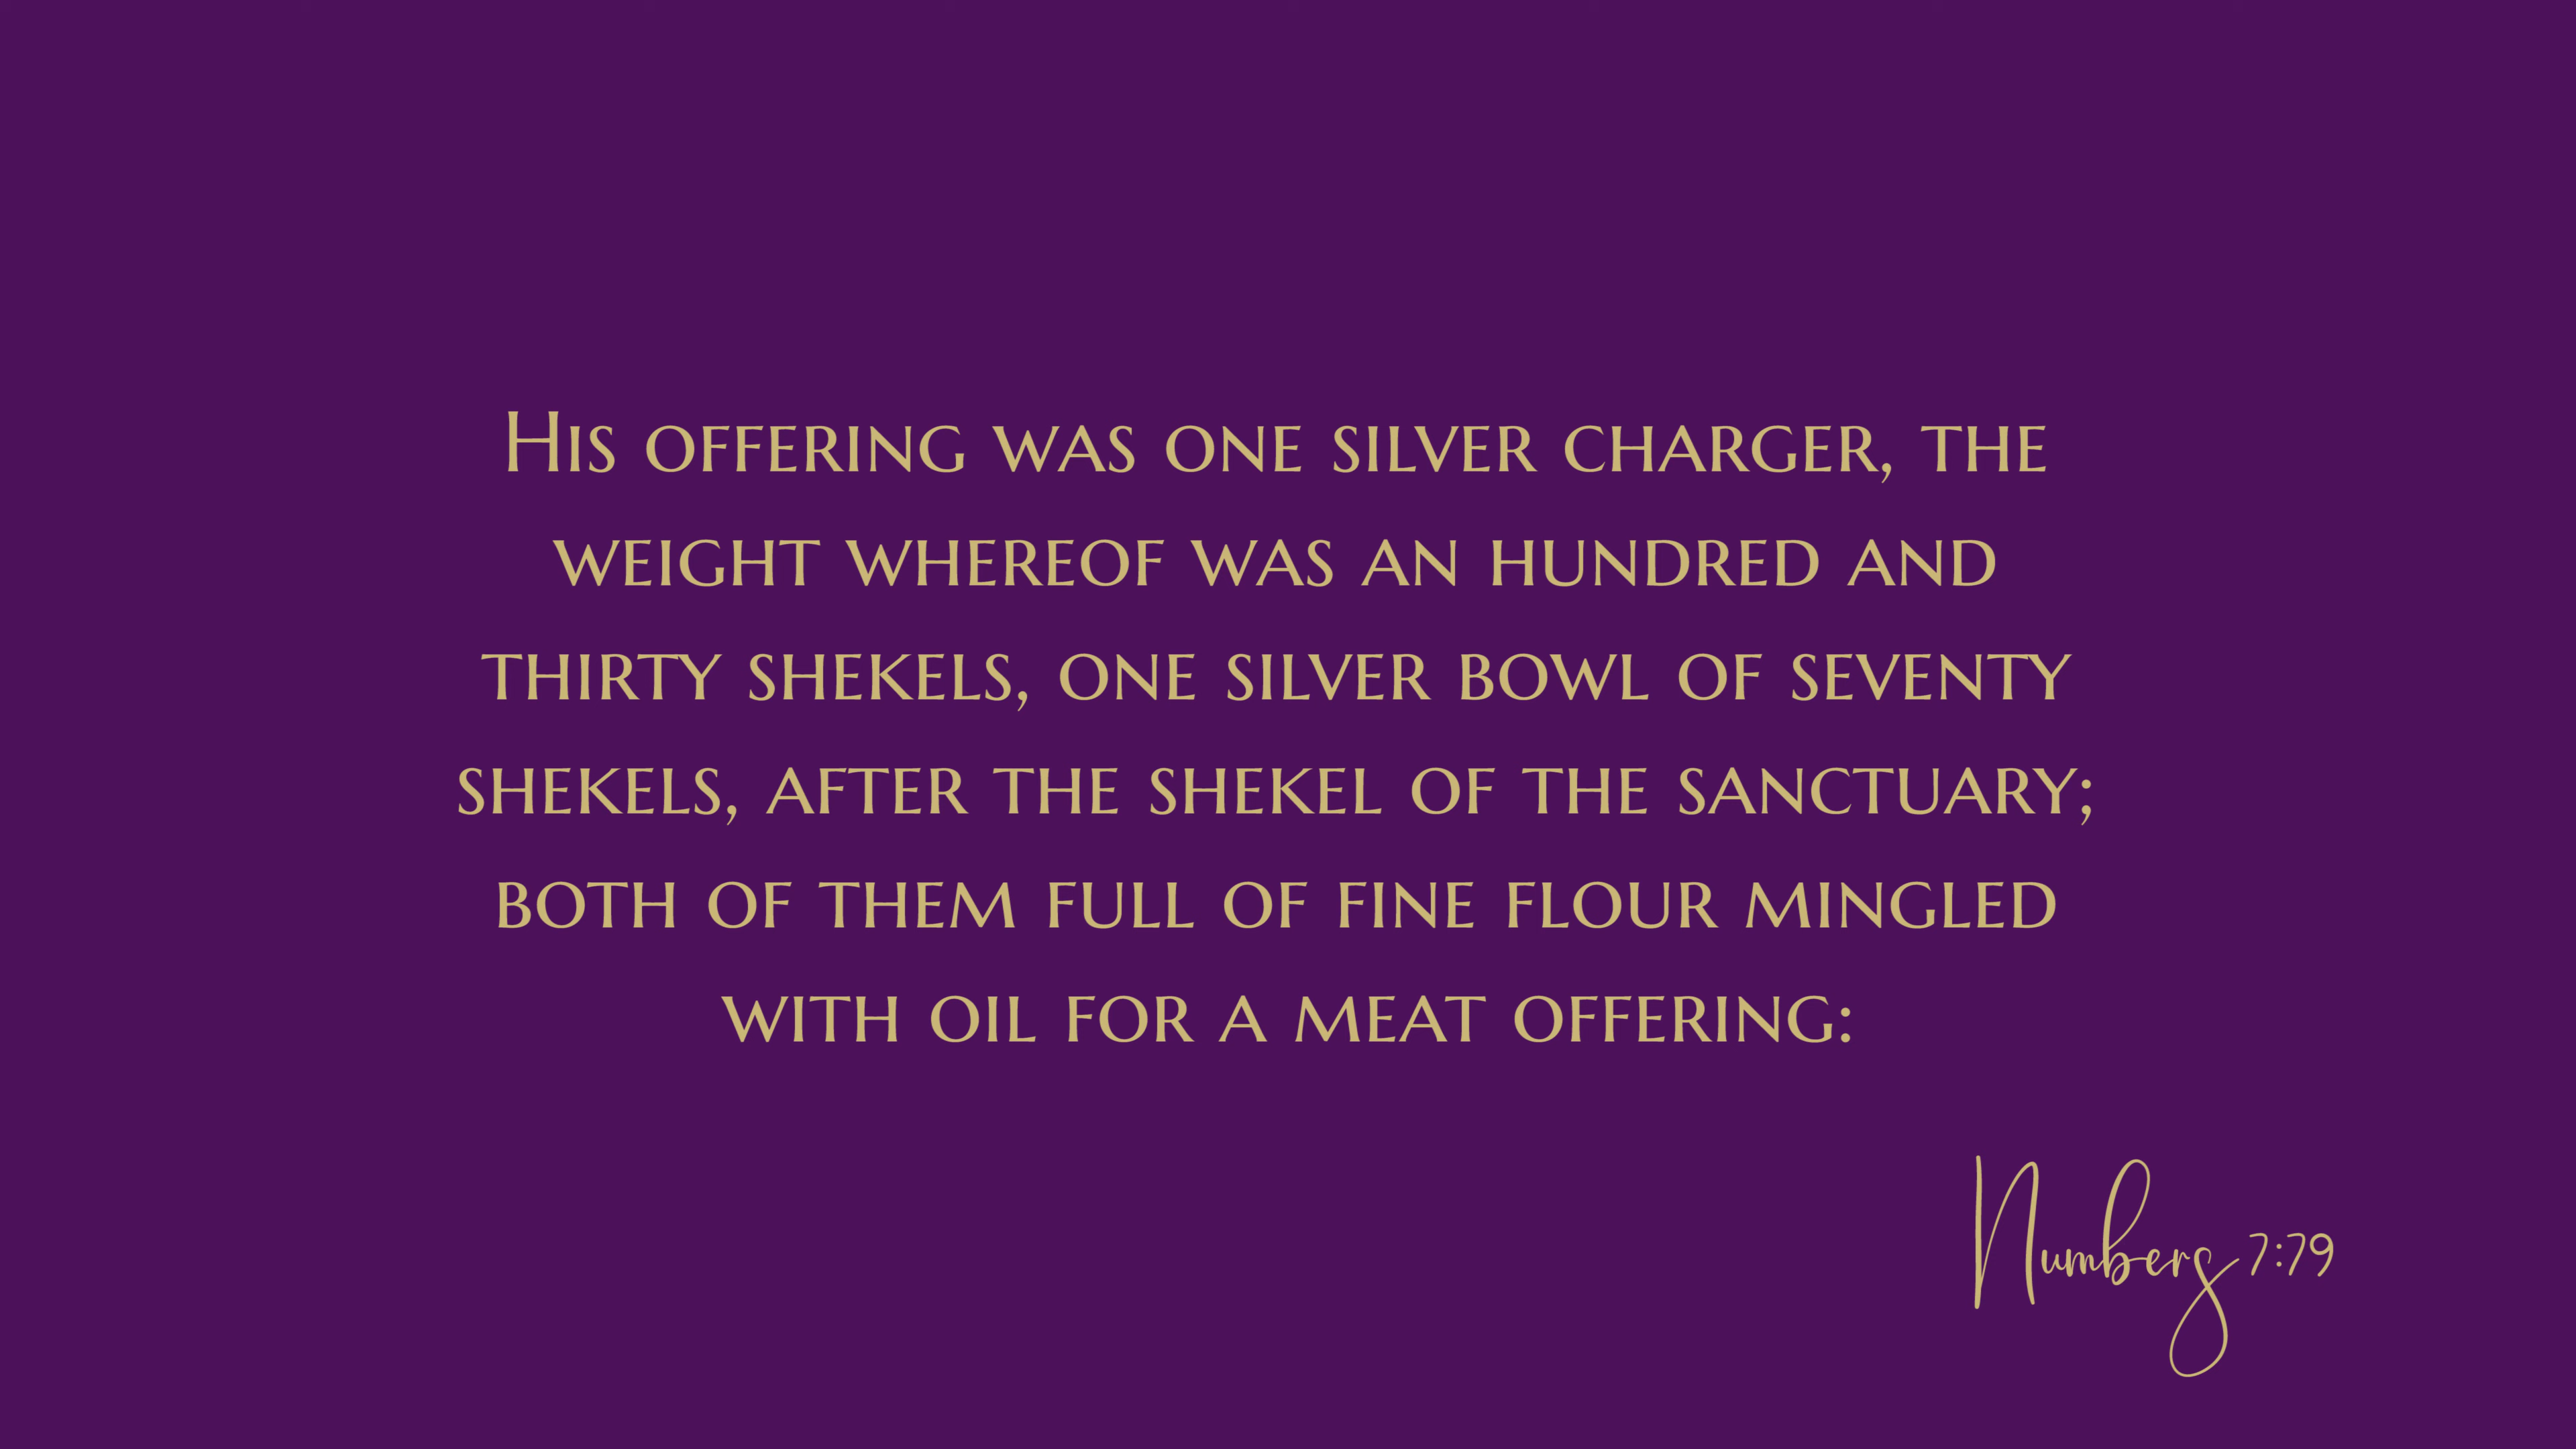 His offering was one silver charger, the
weight whereof was an hundred and
thirty shekels, one silver bowl of seventy
shekels, after the shekel of the sanctuary;
both of them full of fine flour mingled
with oil for a meat offering:
Numbers 7:79